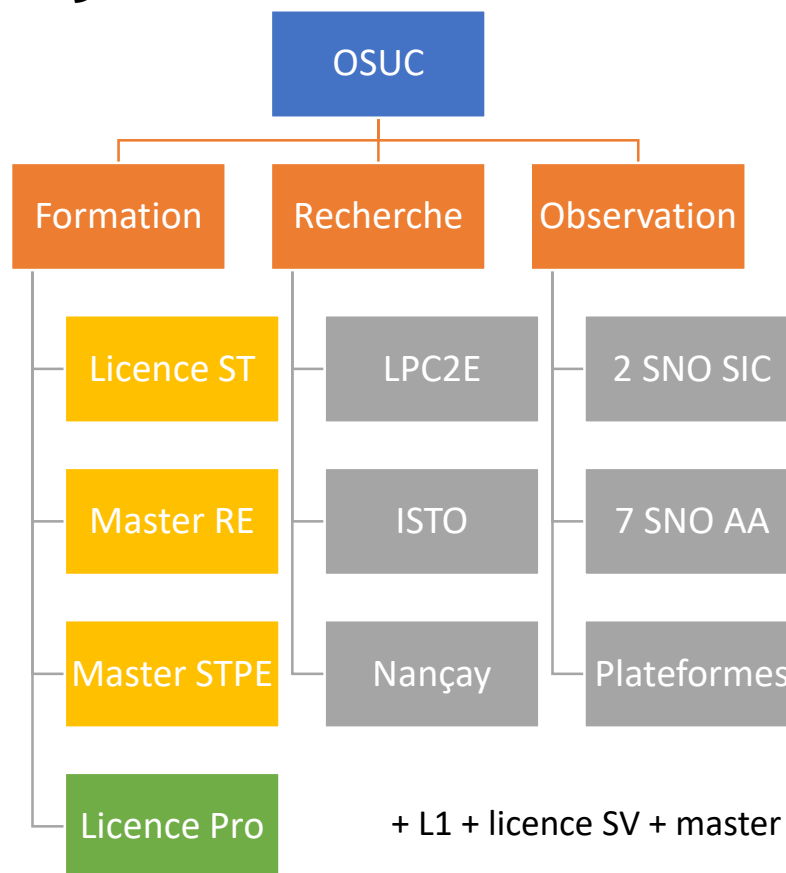 OSUC
Formation
Recherche
Observation
Licence ST
LPC2E
2 SNO SIC
Master RE
ISTO
7 SNO AA
Master STPE
Nançay
Plateformes
Licence Pro
+ L1 + licence SV + master